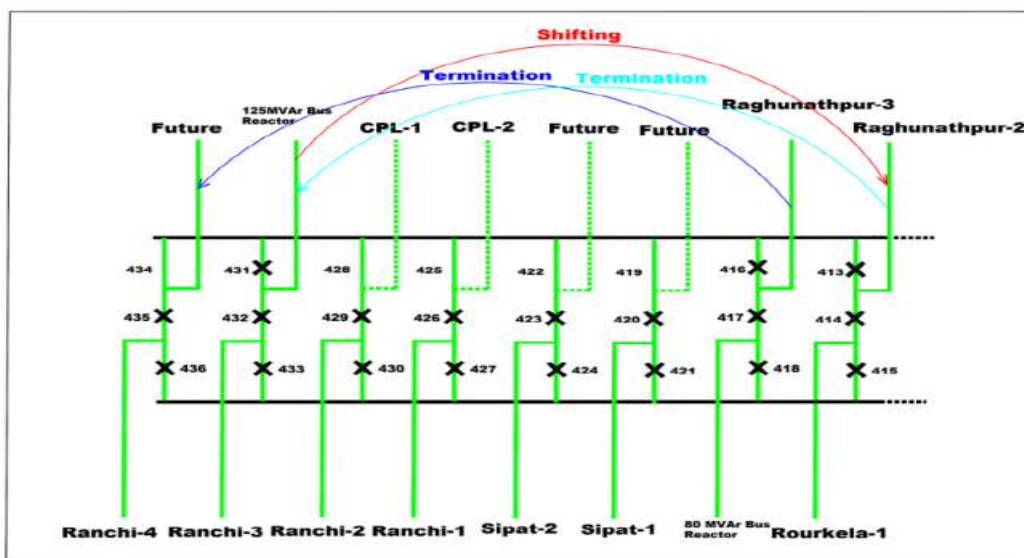 Shifting
Termination Termination
125MVAr Bus
Reactor
Future CPL-1 CPL-2 Future Future Raghunathpur-3 Raghunathpur-2
434 431 428 425 422 419 416 413
435 432 429 426 423 420 417 414
436 433 430 427 424 421 418 415
Ranchi-4 Ranchi-3 Ranchi-2 Ranchi-1 Sipat-2 Sipat-1 80 MVAr Bus
Reactor Rourkela-1